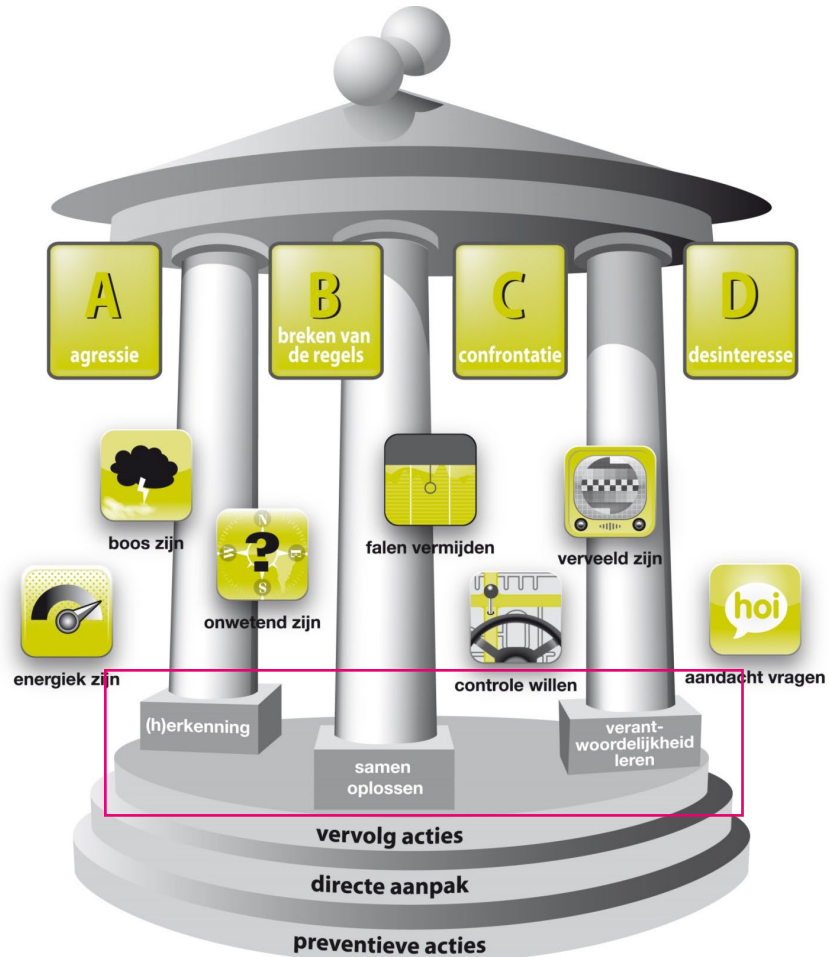 A
agressie
B
breken van
de regels
C
confrontatie
D
desinteresse
boos zijn
?
N
W
E
S
onwetend zijn
falen vermijden
verveeld zijn
energiek zijn
controle willen
hoi
aandacht vragen
(h)erkenning
samen
oplossen
verant-
woordelijkheid
leren
vervolg acties
directe aanpak
preventieve acties